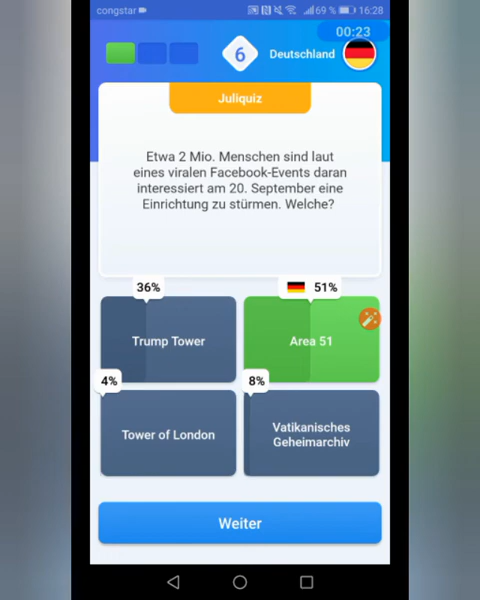 congstar
69 % 16:28
00:23
6
Deutschland
Juliquiz
Etwa 2 Mio. Menschen sind laut
eines viralen Facebook-Events daran
interessiert am 20. September eine
Einrichtung zu stürmen. Welche?
36%
51%
Trump Tower
Area 51
4%
8%
Tower of London
Vatikanisches
Geheimarchiv
Weiter